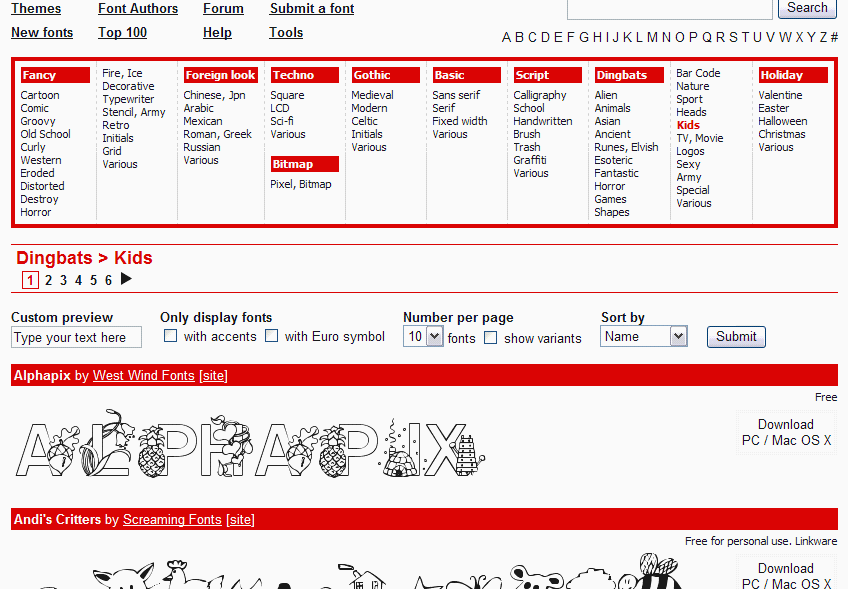 Themes Font Authors Forum Submit a font Search
New fonts Top 100 Help Tools A B C D E F G H I J K L M N O P Q R S T U V W X Y Z #
Fancy
Cartoon
Comic
Groovy
Old School
Curly
Western
Eroded
Distorted
Destroy
Horror
Fire, Ice
Decorative
Typewriter
Stencil, Army
Retro
Initials
Grid
Various
Foreign look
Chinese, Jpn
Arabic
Mexican
Roman, Greek
Russian
Various
Techno
Square
LCD
Sci-fi
Various
Bitmap
Pixel, Bitmap
Gothic
Medieval
Modern
Celtic
Initials
Various
Basic
Sans serif
Serif
Fixed width
Various
Script
Calligraphy
School
Handwritten
Brush
Trash
Graffiti
Various
Dingbats
Alien
Animals
Asian
Ancient
Runes, Elvish
Esoteric
Fantastic
Horror
Games
Shapes
Bar Code
Nature
Sport
Heads
Kids
TV, Movie
Logos
Sexy
Army
Special
Various
Holiday
Valentine
Easter
Halloween
Christmas
Various
Dingbats > Kids
1 2 3 4 5 6
Custom preview Only display fonts Number per page Sort by
Type your text here with accents with Euro symbol 10 fonts show variants Name Submit
Alphapix by West Wind Fonts [site]
Free
ALPHAPIX
Download
PC / Mac OS X
Andi's Critters by Screaming Fonts [site]
Free for personal use. Linkware
Download
PC / Mac OS X